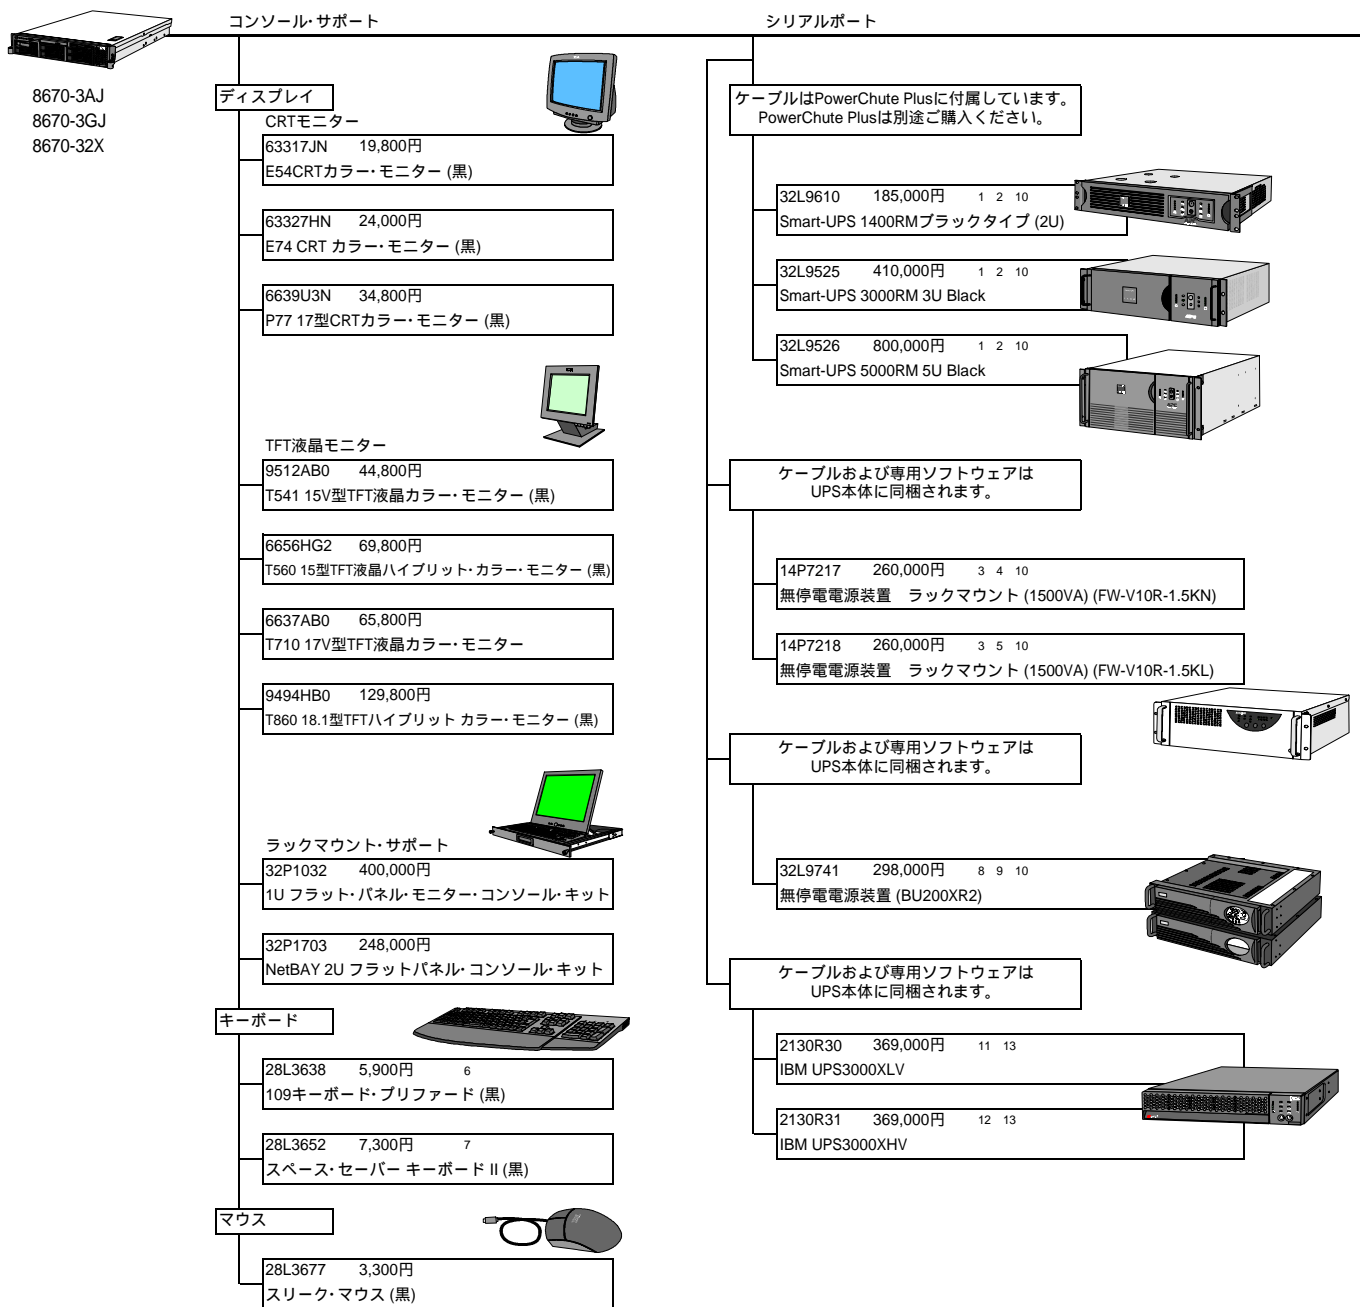 コンソール・サポート
シリアルポート
8670-3AJ
8670-3GJ
8670-32X
ディスプレイ
CRTモニター
63317JN 19,800円
E54CRTカラー・モニター (黒)
63327HN 24,000円
E74 CRT カラー・モニター (黒)
6639U3N 34,800円
P77 17型CRTカラー・モニター (黒)
TFT液晶モニター
9512AB0 44,800円
T541 15V型TFT液晶カラー・モニター (黒)
6656HG2 69,800円
T560 15型TFT液晶ハイブリット・カラー・モニター (黒)
6637AB0 65,800円
T710 17V型TFT液晶カラー・モニター
9494HB0 129,800円
T860 18.1型TFTハイブリット カラー・モニター (黒)
ラックマウント・サポート
32P1032 400,000円
1U フラット・パネル・モニター・コンソール・キット
32P1703 248,000円
NetBAY 2U フラットパネル・コンソール・キット
キーボード
28L3638 5,900円 6
109キーボード・プリファード (黒)
28L3652 7,300円 7
スペース・セーバー キーボード II (黒)
マウス
28L3677 3,300円
スリーク・マウス (黒)
ケーブルはPowerChute Plusに付属しています。
PowerChute Plusは別途ご購入ください。
32L9610 185,000円 1 2 10
Smart-UPS 1400RMブラックタイプ (2U)
32L9525 410,000円 1 2 10
Smart-UPS 3000RM 3U Black
32L9526 800,000円 1 2 10
Smart-UPS 5000RM 5U Black
ケーブルおよび専用ソフトウェアは
UPS本体に同梱されます。
14P7217 260,000円 3 4 10
無停電電源装置 ラックマウント (1500VA) (FW-V10R-1.5KN)
14P7218 260,000円 3 5 10
無停電電源装置 ラックマウント (1500VA) (FW-V10R-1.5KL)
ケーブルおよび専用ソフトウェアは
UPS本体に同梱されます。
32L9741 298,000円 8 9 10
無停電電源装置 (BU200XR2)
ケーブルおよび専用ソフトウェアは
UPS本体に同梱されます。
2130R30 369,000円 11 13
IBM UPS3000XLV
2130R31 369,000円 12 13
IBM UPS3000XHV